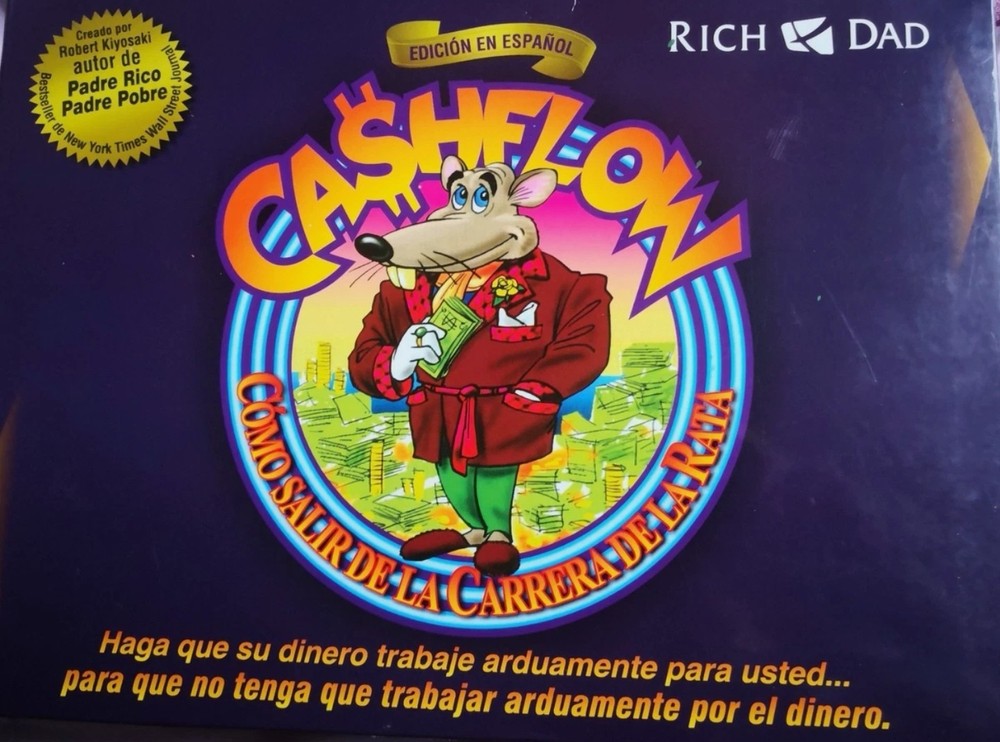 Creado por
Robert Kiyosaki
autor de
Padre Rico
Padre Pobre
Bestseller de New York Times Wall Street Journal
EDICIÓN EN ESPAÑOL
RICH DAD
CA$HFLOW
CÓMO SALIR DE LA CARRERA DE LA RATA
Haga que su dinero trabaje arduamente para usted...
para que no tenga que trabajar arduamente por el dinero.